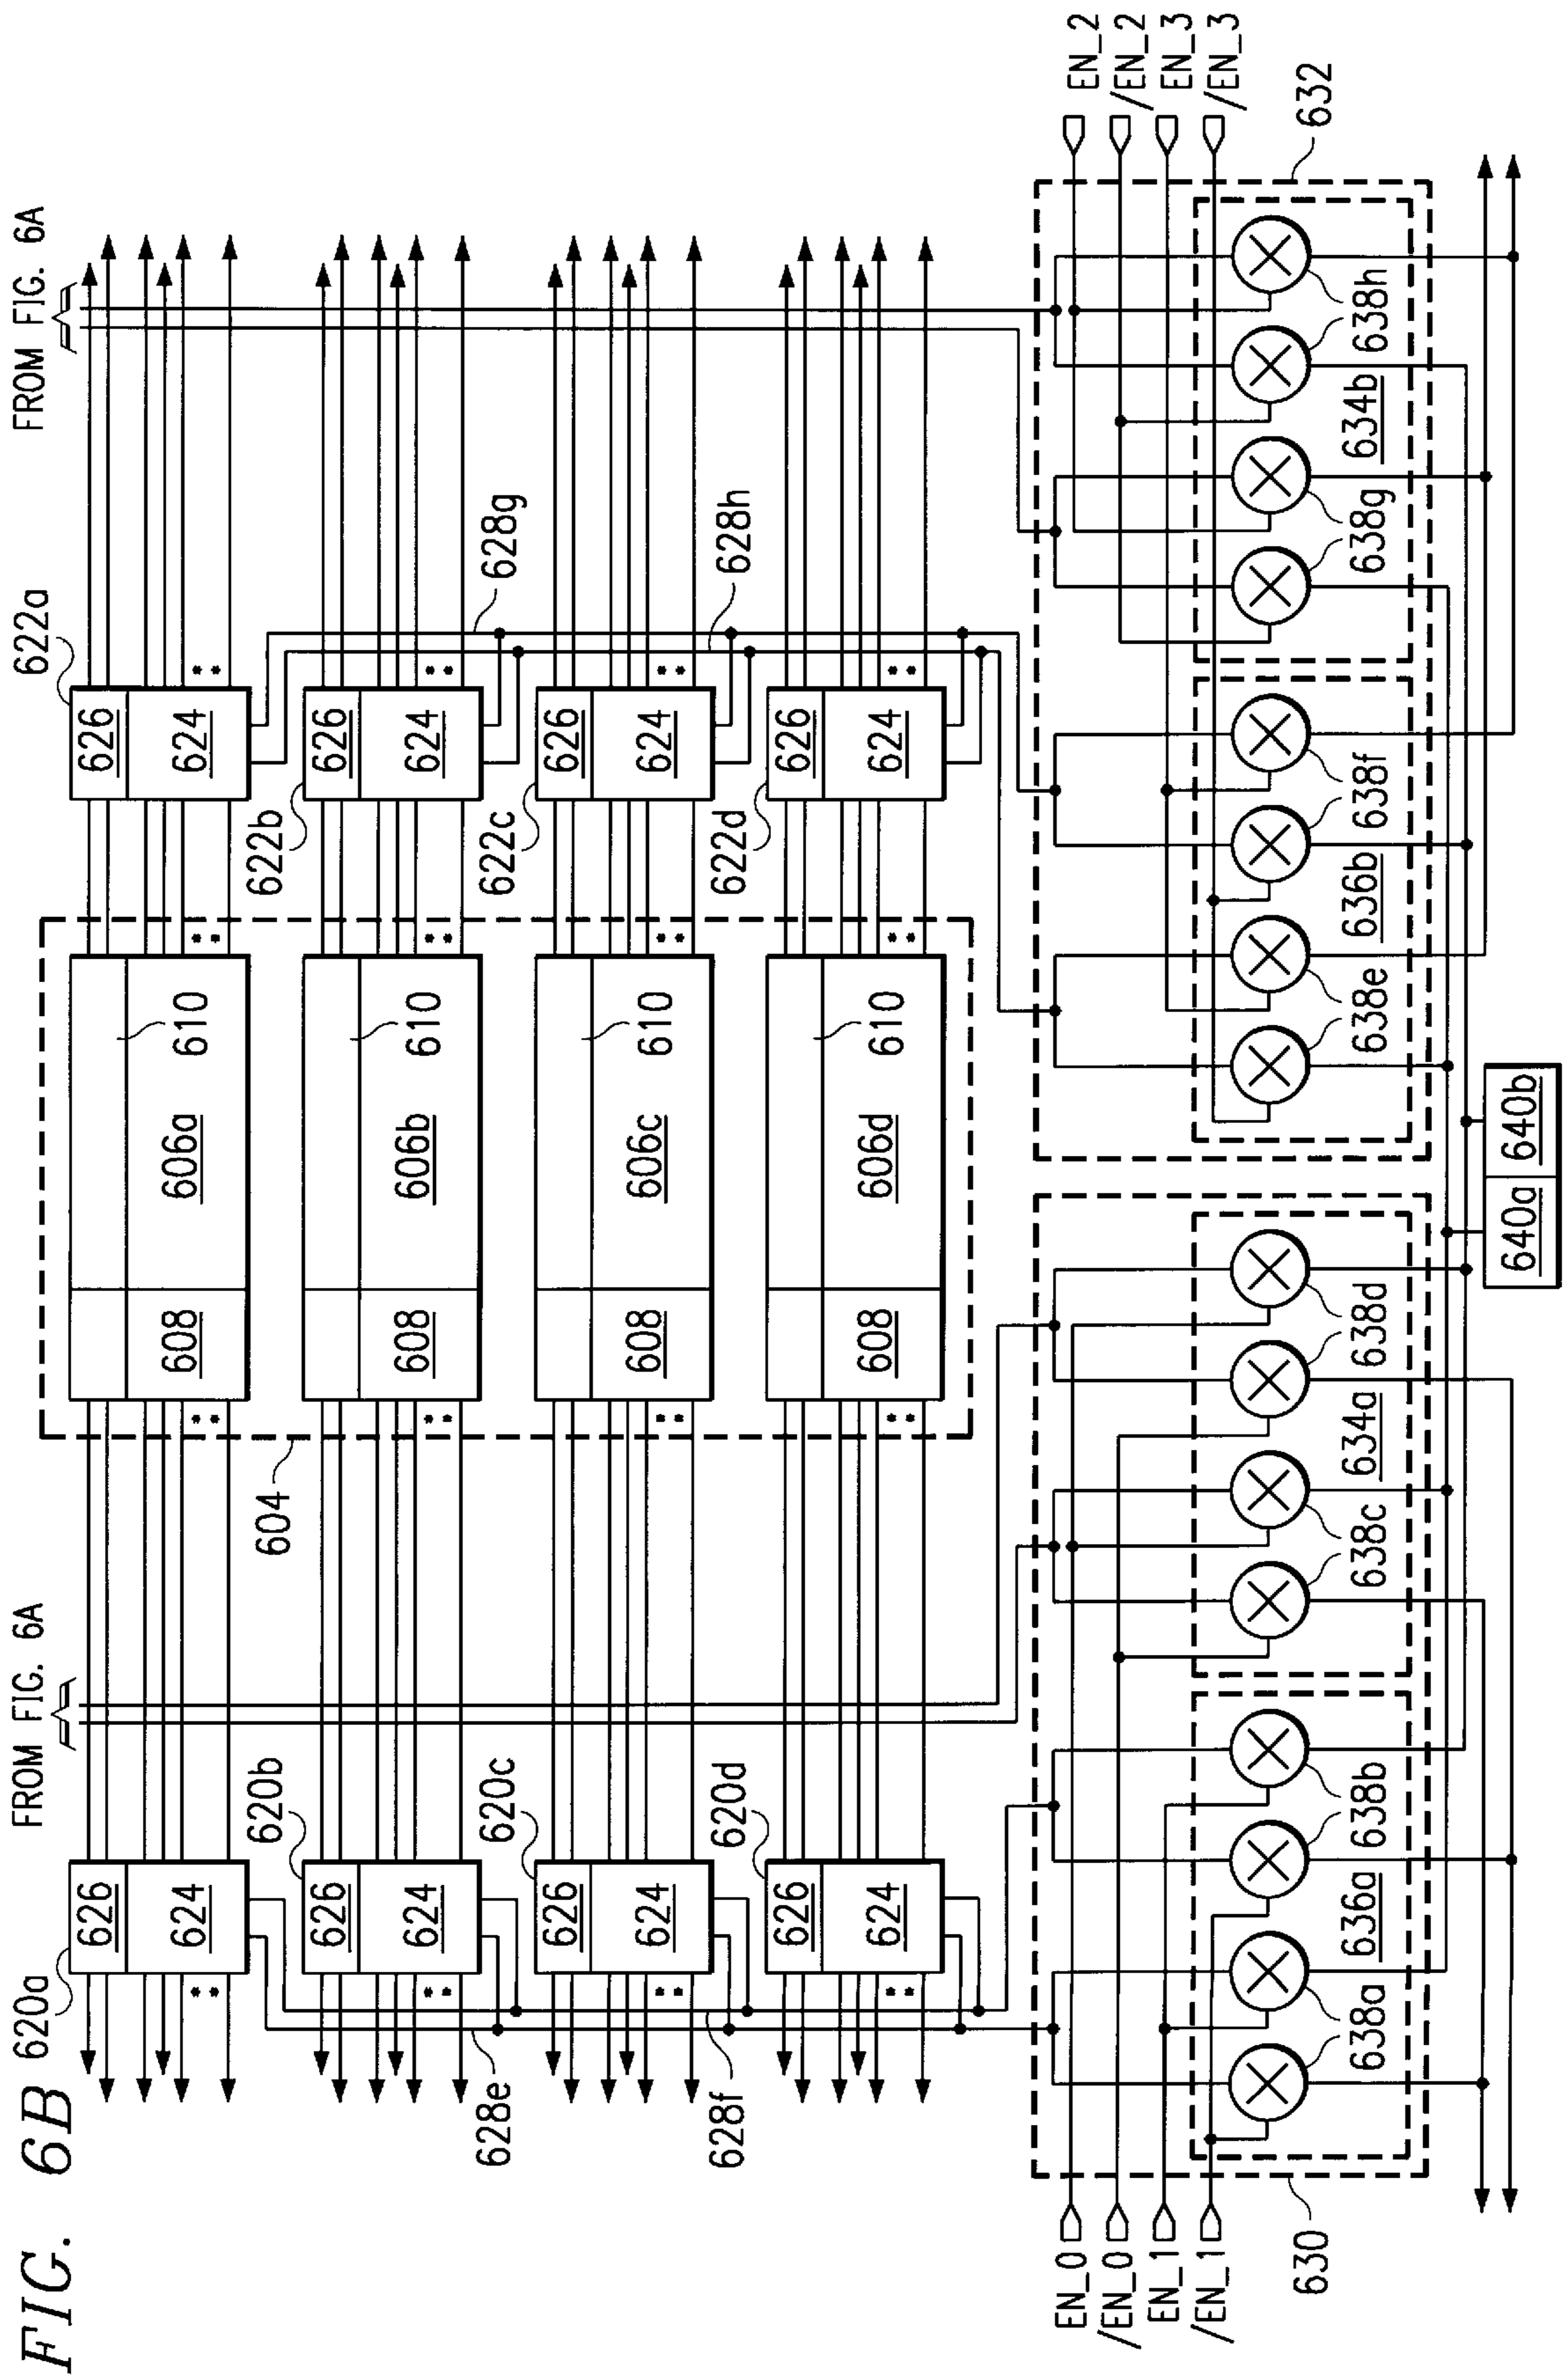 FIG. 6B
620a
FROM FIG. 6A
622a
FROM FIG. 6A
626
626
624
608
606a
610
624
620b
604
622b
626
626
624
608
606b
610
624
628e
620c
622c
628g
626
626
624
608
606c
610
624
628f
620d
622d
628h
626
626
624
608
606d
610
624
EN_0
EN_2
/EN_0
/EN_2
EN_1
EN_3
/EN_1
/EN_3
630
632
638a
636a
638b
638c
634a
638d
638e
636b
638f
638g
634b
638h
640a
640b